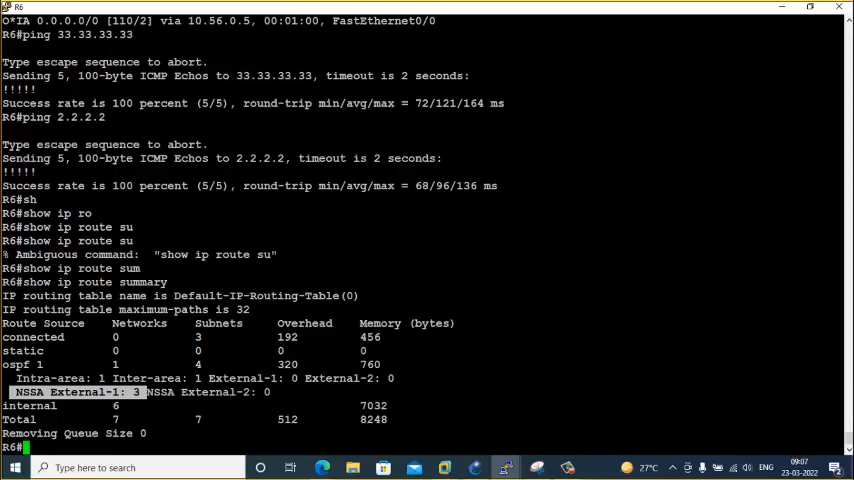 R6
O*IA 0.0.0.0/0 [110/2] via 10.56.0.5, 00:01:00, FastEthernet0/0
R6#ping 33.33.33.33
Type escape sequence to abort.
Sending 5, 100-byte ICMP Echos to 33.33.33.33, timeout is 2 seconds:
!!!!!
Success rate is 100 percent (5/5), round-trip min/avg/max = 72/121/164 ms
R6#ping 2.2.2.2
Type escape sequence to abort.
Sending 5, 100-byte ICMP Echos to 2.2.2.2, timeout is 2 seconds:
!!!!!
Success rate is 100 percent (5/5), round-trip min/avg/max = 68/96/136 ms
R6#sh
R6#show ip ro
R6#show ip route su
R6#show ip route su
% Ambiguous command:  "show ip route su"
R6#show ip route sum
R6#show ip route summary
IP routing table name is Default-IP-Routing-Table(0)
IP routing table maximum-paths is 32
Route Source    Networks    Subnets     Overhead    Memory (bytes)
connected       0           3           192         456
static          0           0           0           0
ospf 1          1           4           320         760
  Intra-area: 1 Inter-area: 1 External-1: 0 External-2: 0
  NSSA External-1: 3 NSSA External-2: 0
internal        6                                   7032
Total           7           7           512         8248
Removing Queue Size 0
R6#
Type here to search
27°C
ENG
09:07
23-03-2022
2